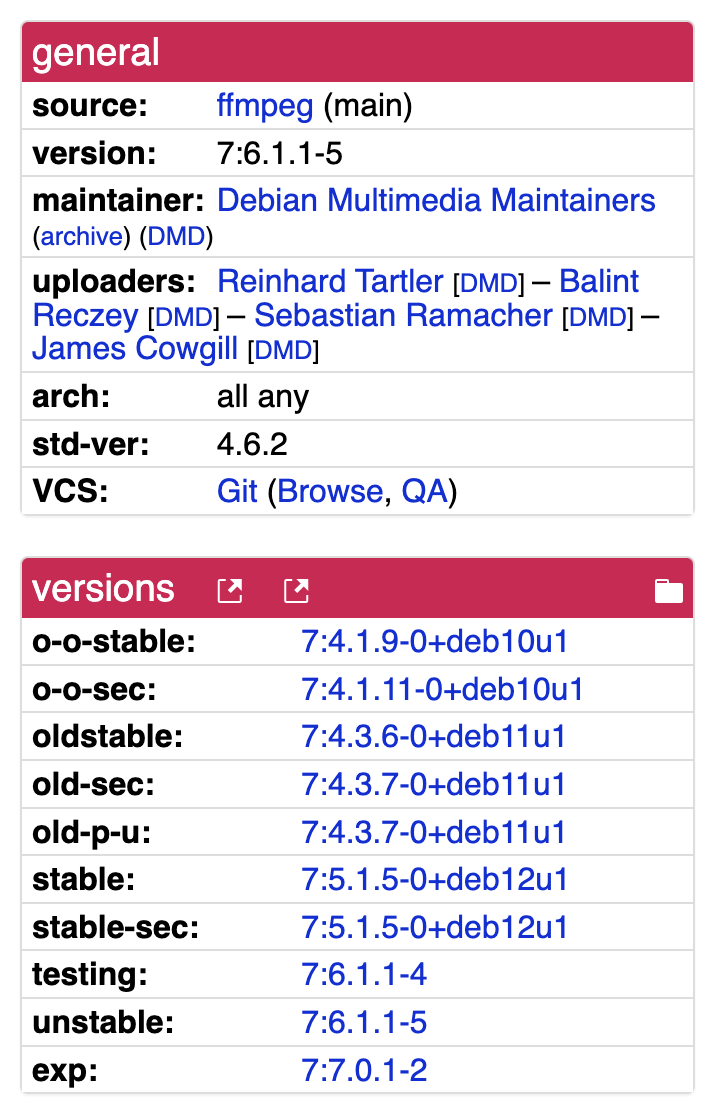 general
source: ffmpeg (main)
version: 7:6.1.1-5
maintainer: Debian Multimedia Maintainers
(archive) (DMD)
uploaders: Reinhard Tartler [DMD] – Balint
Reczey [DMD] – Sebastian Ramacher [DMD] –
James Cowgill [DMD]
arch: all any
std-ver: 4.6.2
VCS: Git (Browse, QA)
versions
o-o-stable: 7:4.1.9-0+deb10u1
o-o-sec: 7:4.1.11-0+deb10u1
oldstable: 7:4.3.6-0+deb11u1
old-sec: 7:4.3.7-0+deb11u1
old-p-u: 7:4.3.7-0+deb11u1
stable: 7:5.1.5-0+deb12u1
stable-sec: 7:5.1.5-0+deb12u1
testing: 7:6.1.1-4
unstable: 7:6.1.1-5
exp: 7:7.0.1-2